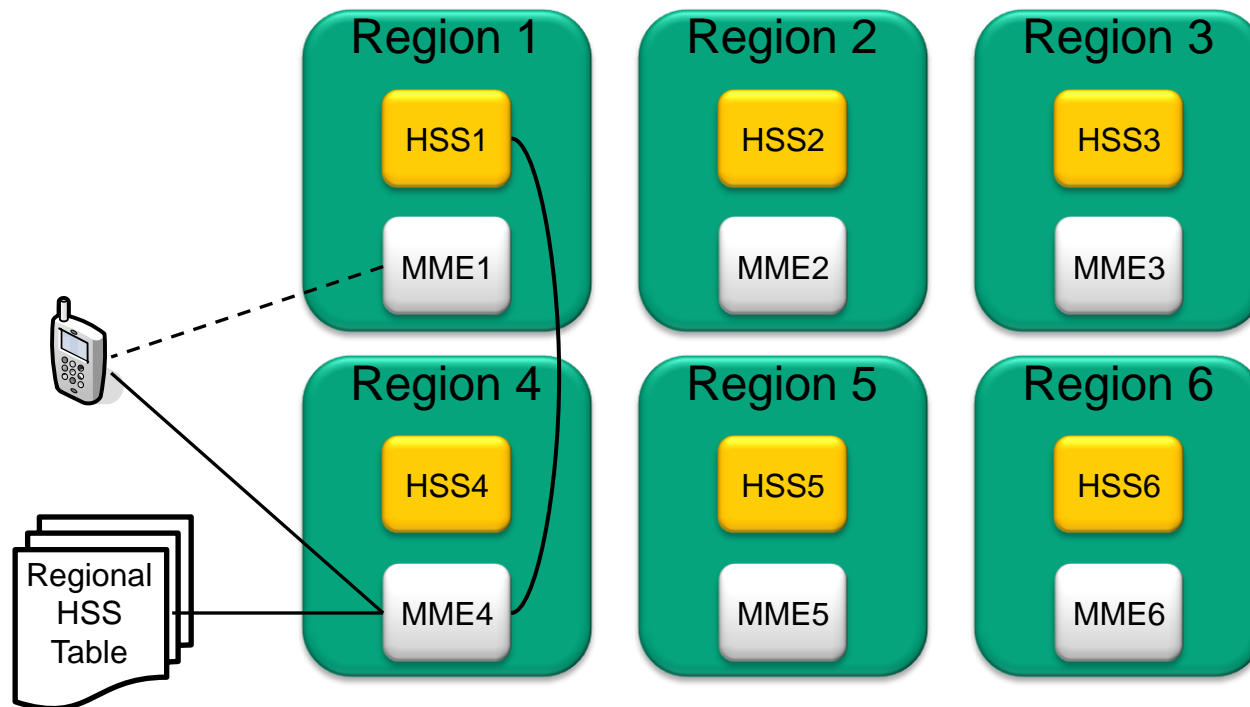 Region 1
Region 2
Region 3
HSS1
HSS2
HSS3
MME1
MME2
MME3
Region 4
Region 5
Region 6
HSS4
HSS5
HSS6
Regional
HSS
Table
MME4
MME5
MME6